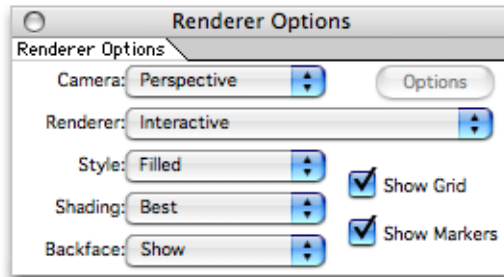 Renderer Options
Renderer Options
Camera: Perspective Options
Renderer: Interactive
Style: Filled
Show Grid
Shading: Best
Show Markers
Backface: Show